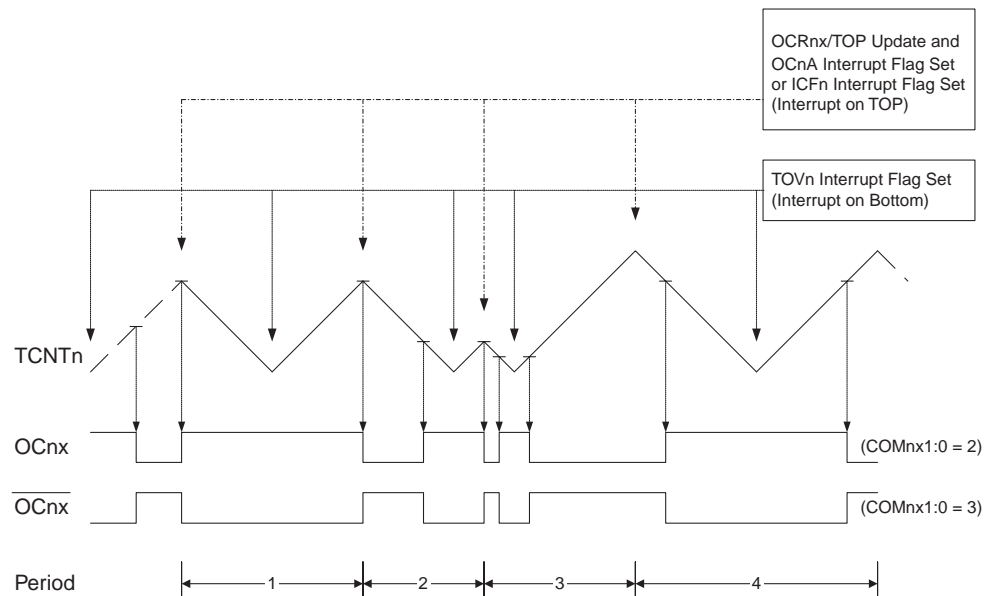 OCRnx/TOP Update and
OCnA Interrupt Flag Set
or ICFn Interrupt Flag Set
(Interrupt on TOP)
TOVn Interrupt Flag Set
(Interrupt on Bottom)
TCNTn
OCnx
(COMnx1:0 = 2)
OCnx
(COMnx1:0 = 3)
Period
1
2
3
4